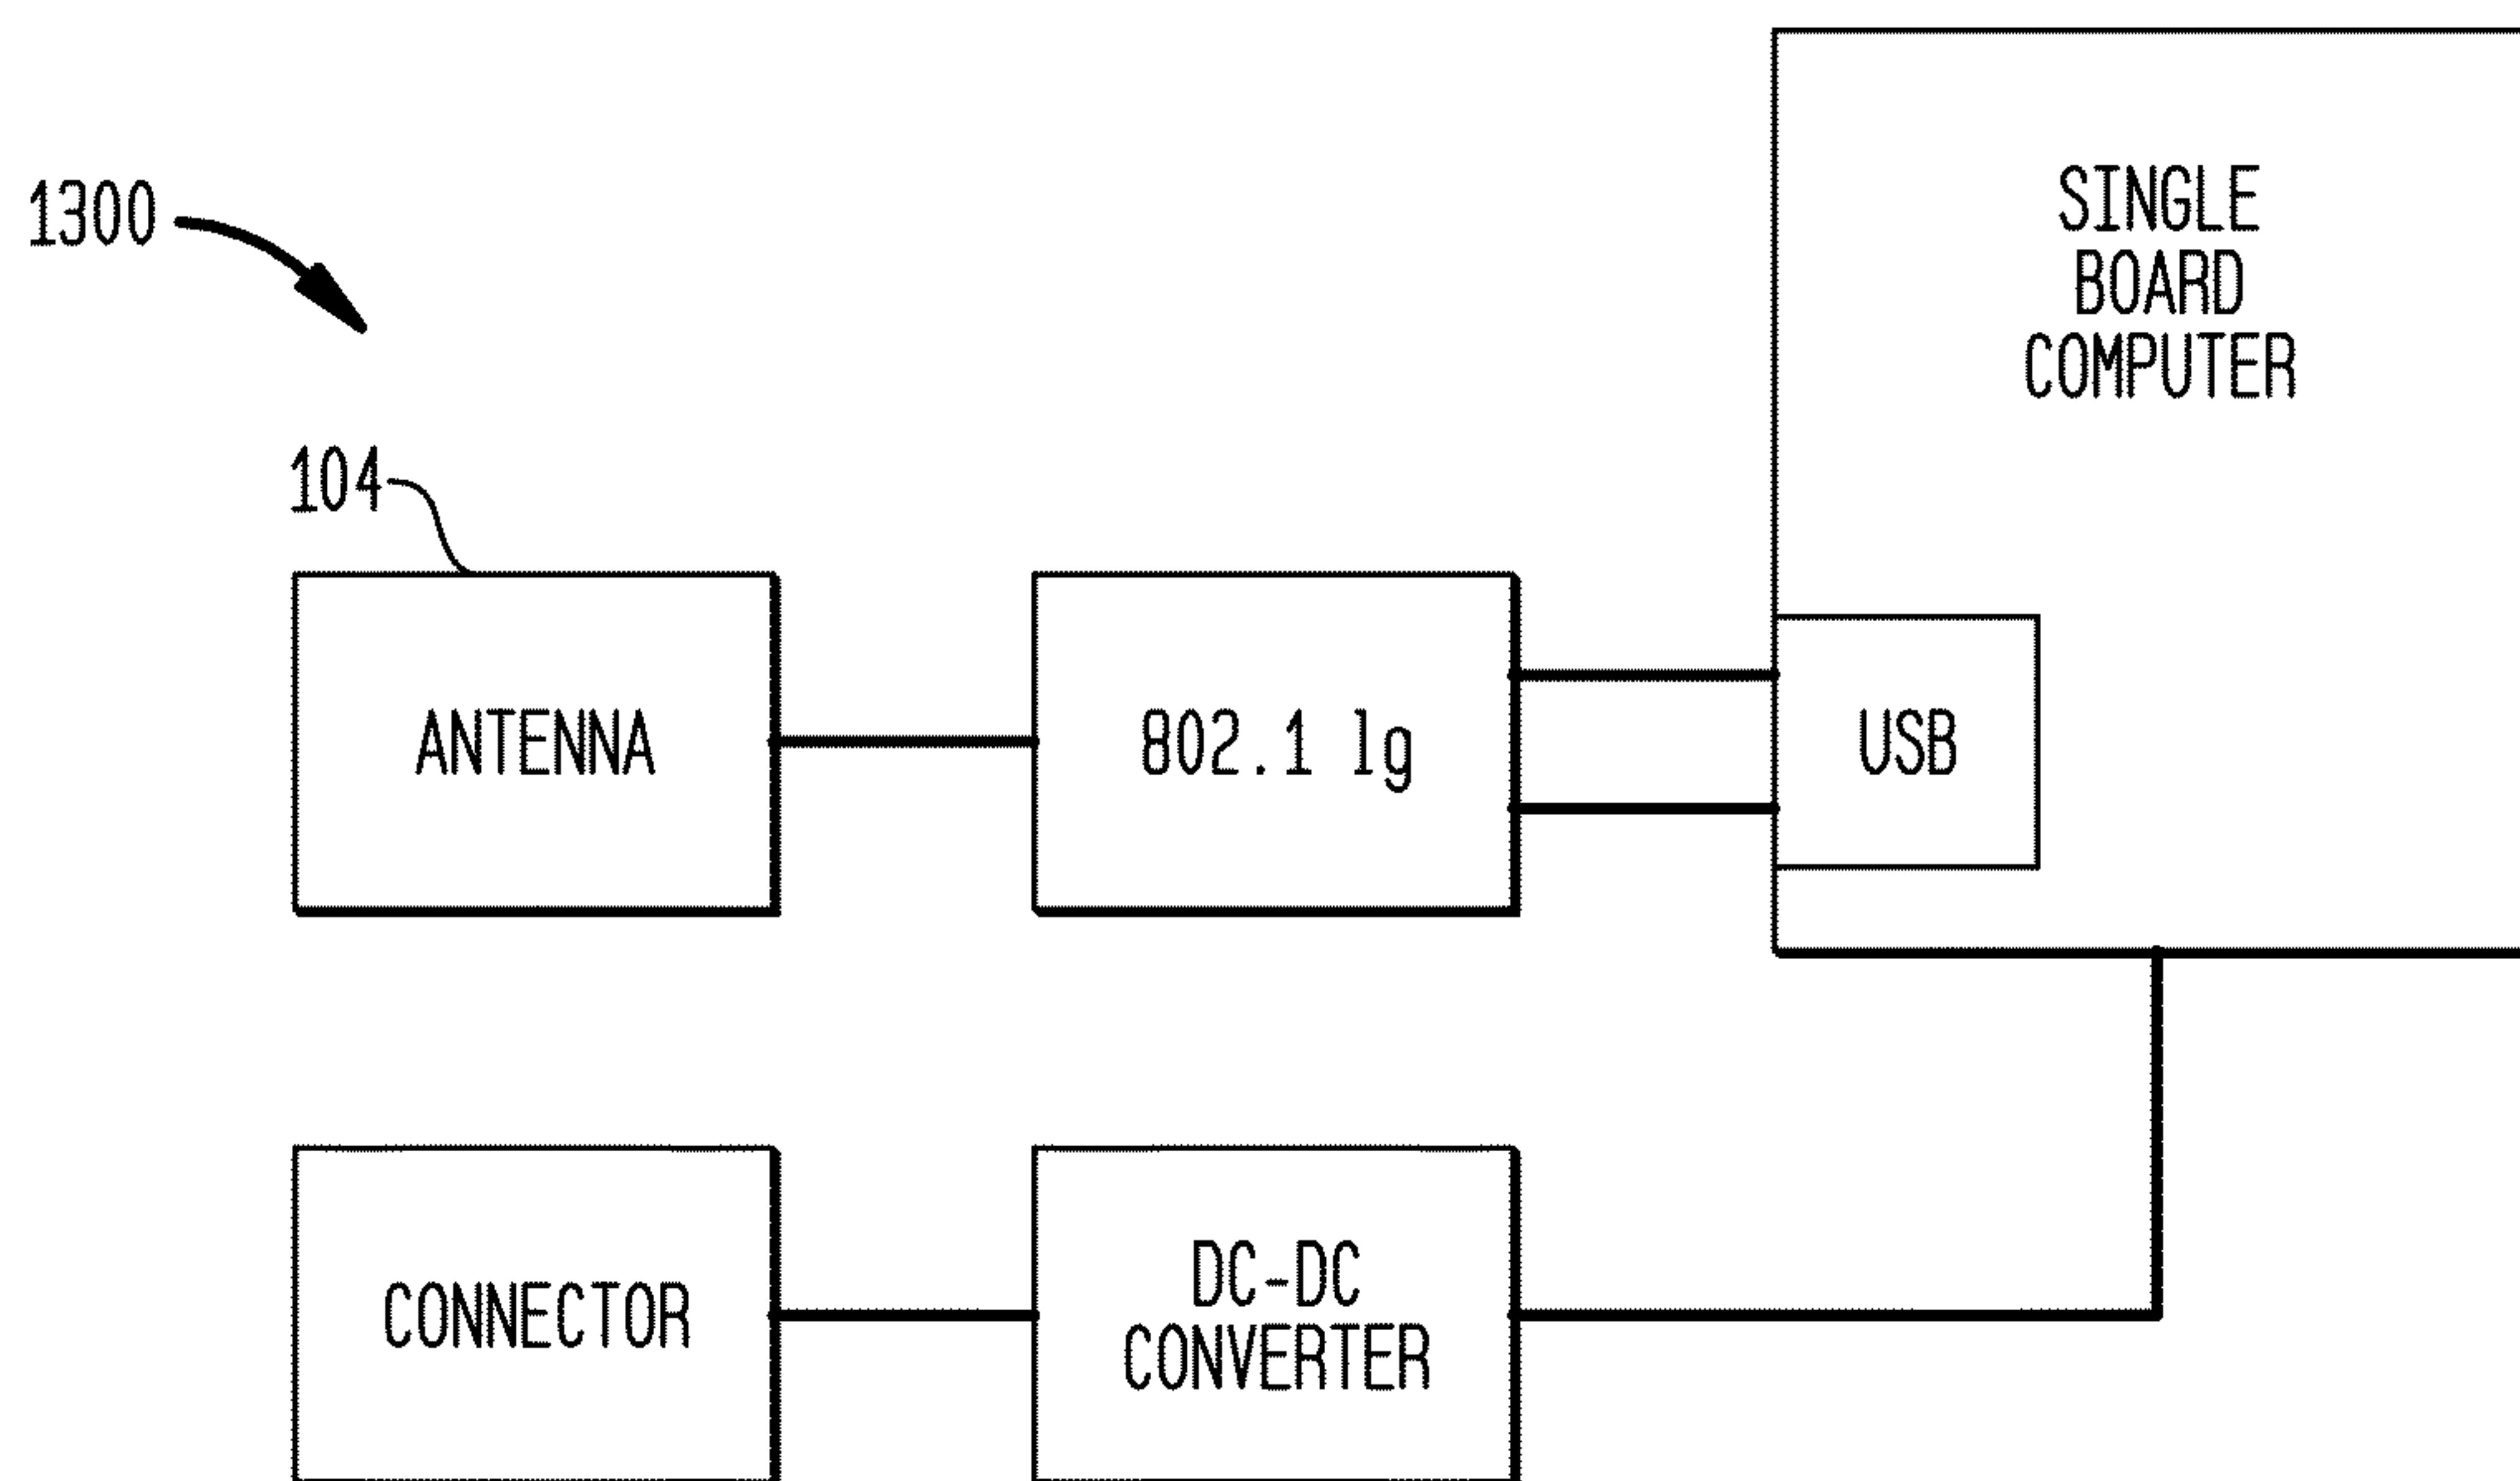 1300
SINGLE
BOARD
COMPUTER
104
ANTENNA
802.1 lg
USB
CONNECTOR
DC-DC
CONVERTER